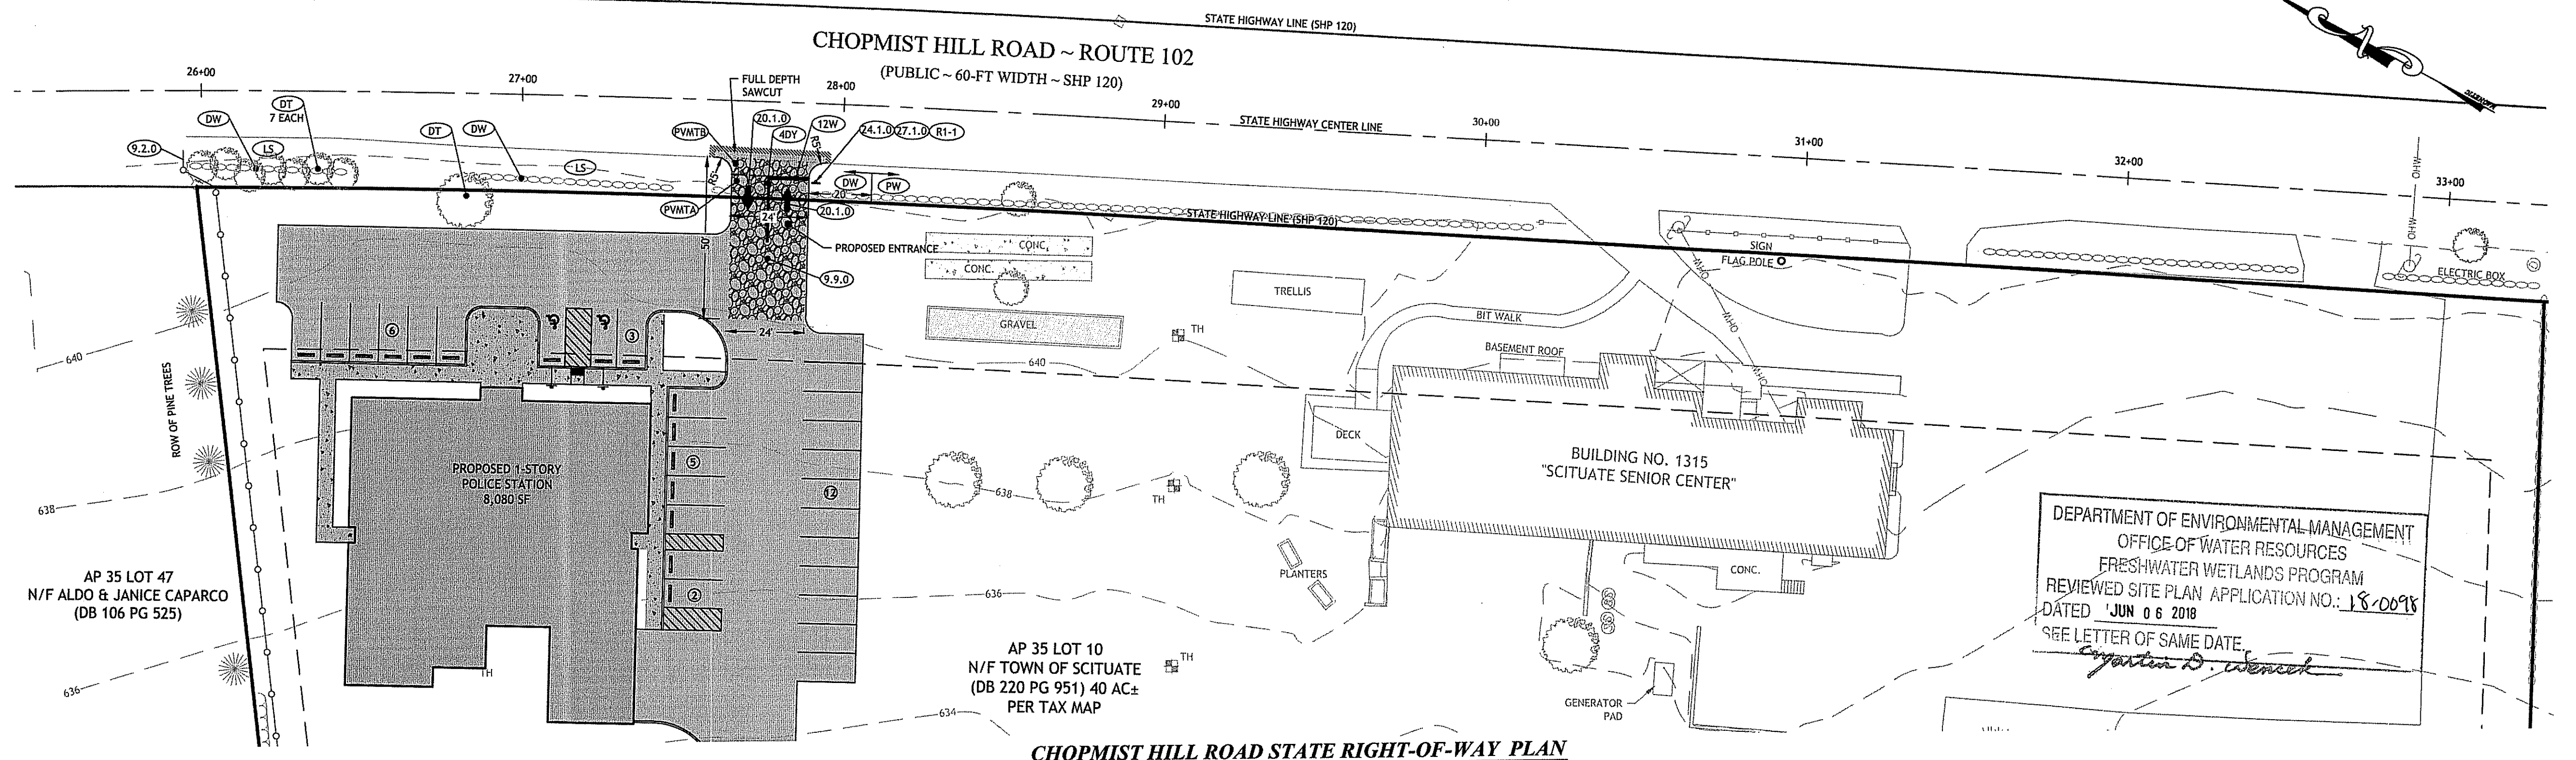 STATE HIGHWAY LINE (SHP 120)
CHOPMIST HILL ROAD ~ ROUTE 102
(PUBLIC ~ 60-FT WIDTH ~ SHP 120)
MAGNETIC
26+00
27+00
28+00
29+00
30+00
31+00
32+00
33+00
STATE HIGHWAY CENTER LINE
FULL DEPTH
SAWCUT
DT
7 EACH
DW
LS
9.2.0
DT
DW
LS
PVMTB
20.1.0
4DY
12W
24.1.0
27.1.0
R1-1
R5'
R5'
PVMTA
DW
PW
20'
20.1.0
24'
50'
STATE HIGHWAY LINE (SHP 120)
PROPOSED ENTRANCE
9.9.0
24'
CONC.
CONC.
GRAVEL
TRELLIS
TH
BIT WALK
BASEMENT ROOF
SIGN
FLAG POLE
OHW
OHW
OHW
OHW
OHW
ELECTRIC BOX
640
640
ROW OF PINE TREES
6
3
5
12
2
DECK
PROPOSED 1-STORY
POLICE STATION
8,080 SF
BUILDING NO. 1315
"SCITUATE SENIOR CENTER"
638
638
TH
PLANTERS
CONC.
AP 35 LOT 47
N/F ALDO & JANICE CAPARCO
(DB 106 PG 525)
636
636
TH
AP 35 LOT 10
N/F TOWN OF SCITUATE
(DB 220 PG 951) 40 AC±
PER TAX MAP
TH
634
GENERATOR
PAD
DEPARTMENT OF ENVIRONMENTAL MANAGEMENT
OFFICE OF WATER RESOURCES
FRESHWATER WETLANDS PROGRAM
REVIEWED SITE PLAN APPLICATION NO.: 18-0098
DATED JUN 06 2018
SEE LETTER OF SAME DATE.
Martin D. Wencek
CHOPMIST HILL ROAD STATE RIGHT-OF-WAY PLAN